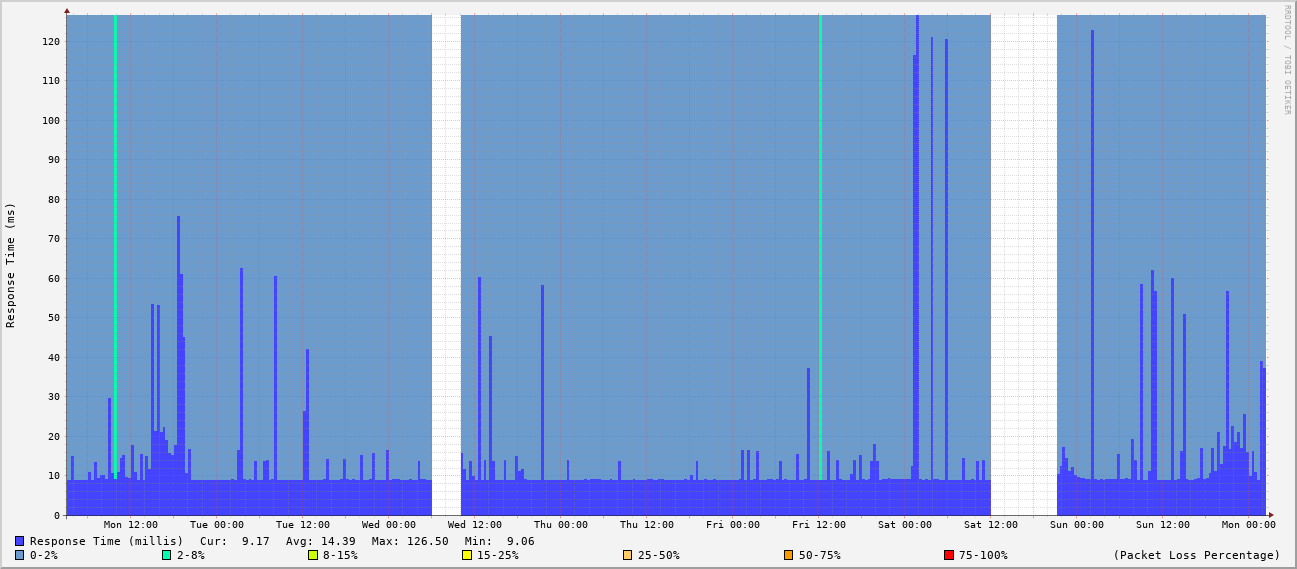 RRDTOOL / TOBI OETIKER
Response Time (ms)
120
110
100
90
80
70
60
50
40
30
20
10
0
Mon 12:00 Tue 00:00 Tue 12:00 Wed 00:00 Wed 12:00 Thu 00:00 Thu 12:00 Fri 00:00 Fri 12:00 Sat 00:00 Sat 12:00 Sun 00:00 Sun 12:00 Mon 00:00
Response Time (millis) Cur: 9.17 Avg: 14.39 Max: 126.50 Min: 9.06
0-2% 2-8% 8-15% 15-25% 25-50% 50-75% 75-100% (Packet Loss Percentage)